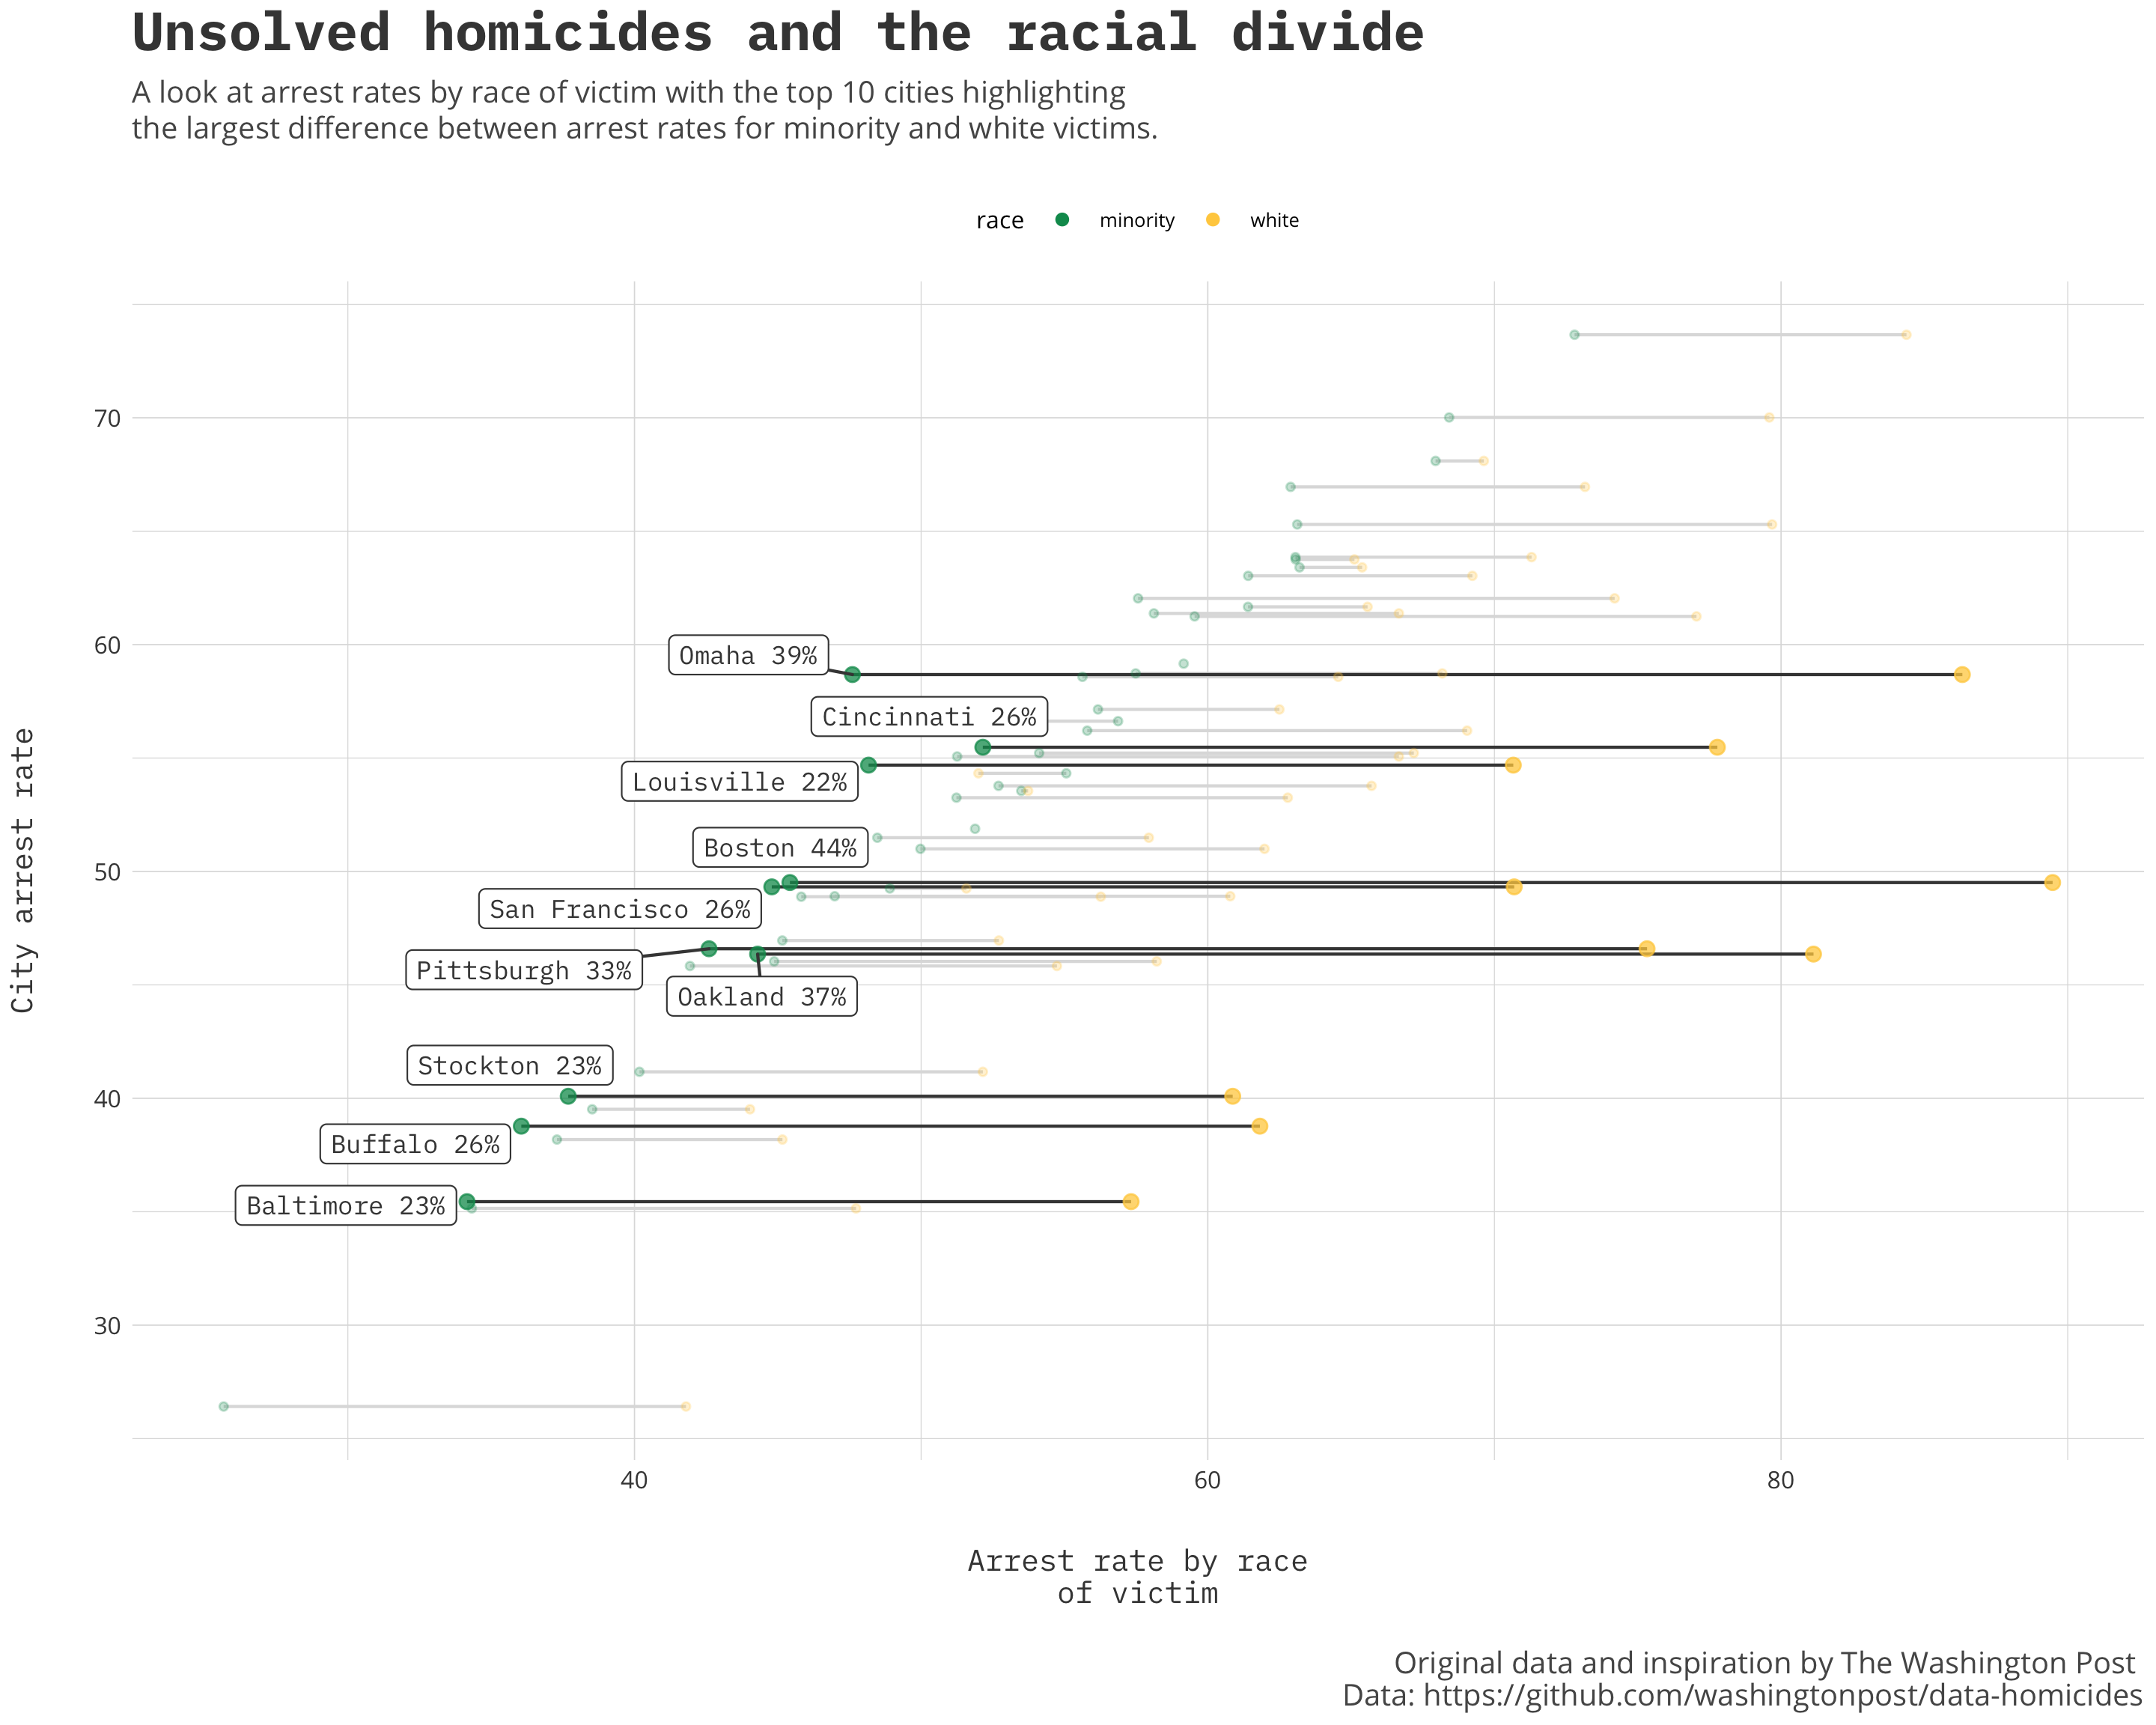 Unsolved homicides and the racial divide
A look at arrest rates by race of victim with the top 10 cities highlighting
the largest difference between arrest rates for minority and white victims.
race minority white
70
60
50
40
30
City arrest rate
Omaha 39%
Cincinnati 26%
Louisville 22%
Boston 44%
San Francisco 26%
Pittsburgh 33%
Oakland 37%
Stockton 23%
Buffalo 26%
Baltimore 23%
40 60 80
Arrest rate by race
of victim
Original data and inspiration by The Washington Post
Data: https://github.com/washingtonpost/data-homicides